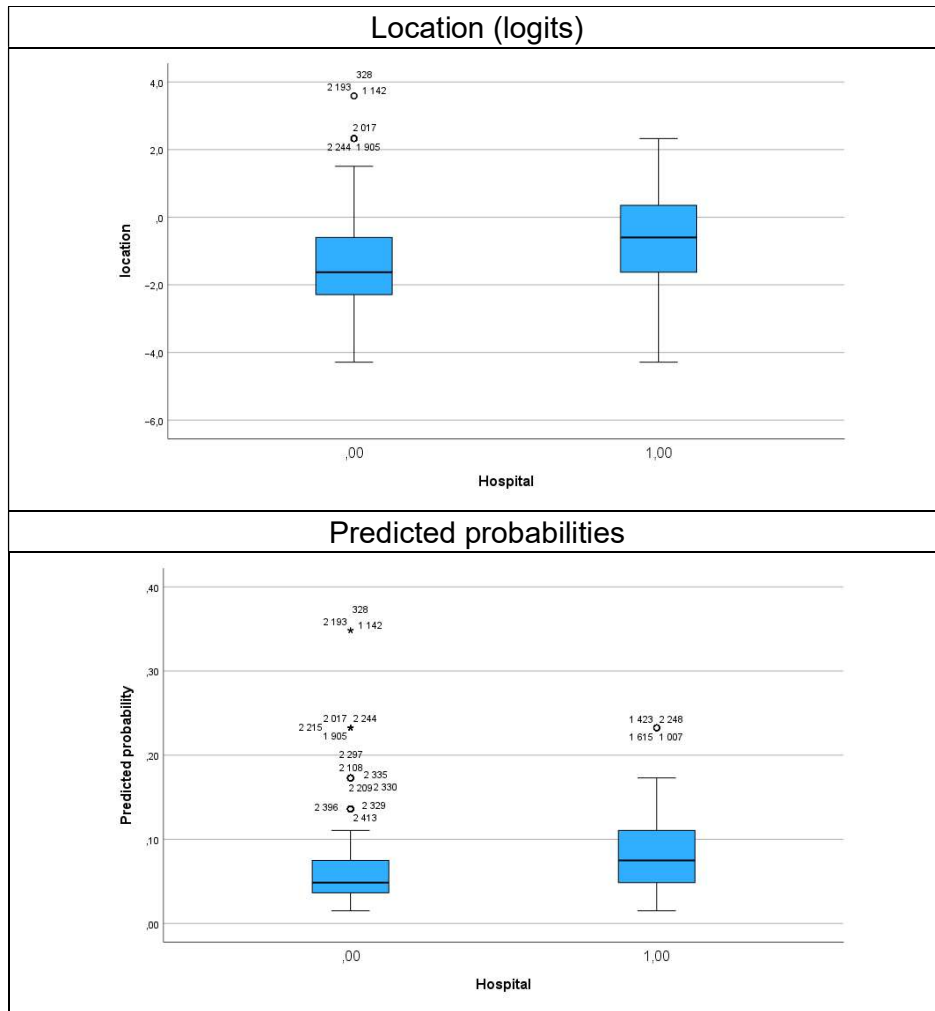 Location (logits)
4,0
328
2 193 1 142
2 017
2,0
2 244 1 905
,0
location
−2,0
−4,0
−6,0
,00 1,00
Hospital
Predicted probabilities
,40
328
2 193 1 142
,30
2 017 2 244 1 423 2 248
2 215
1 905 1 615 1 007
,20
2 297
2 108
2 335
2 209 2 330
2 396 2 329
2 413
Predicted probability
,10
,00
,00 1,00
Hospital